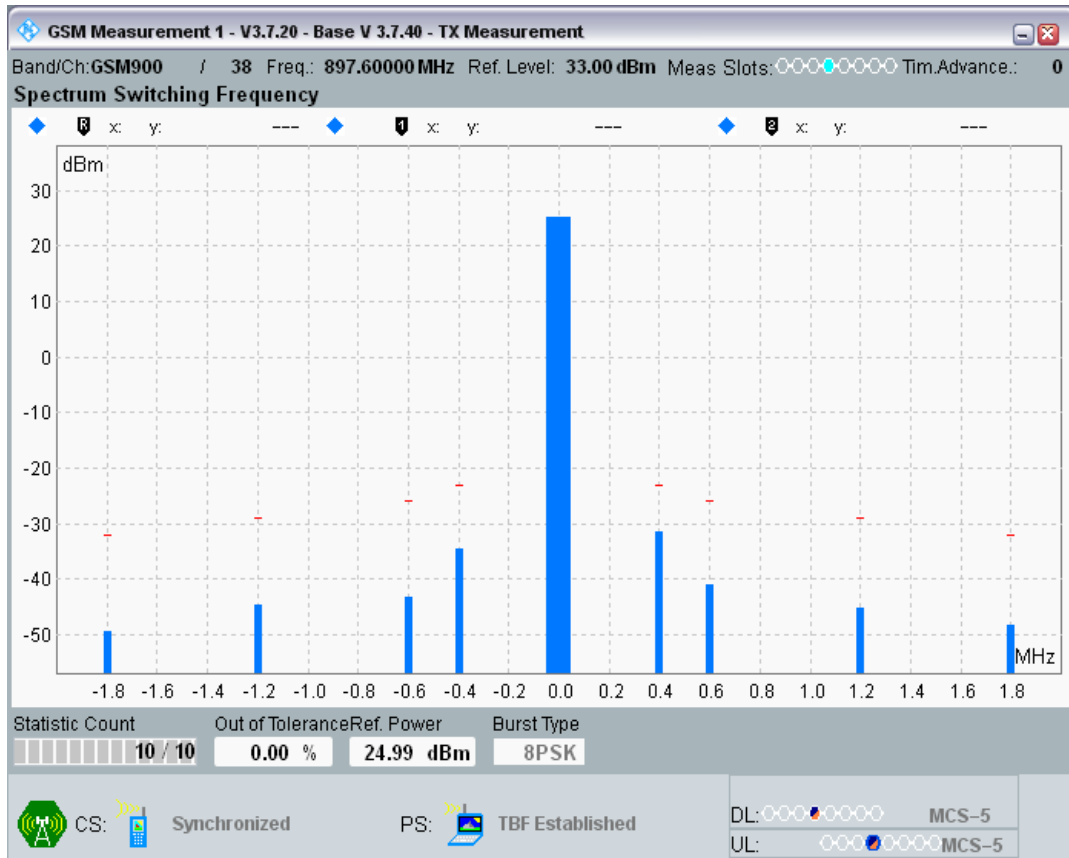 GSM Measurement 1 - V3.7.20 - Base V 3.7.40 - TX Measurement
Band/Ch:GSM900 / 38 Freq.: 897.60000 MHz Ref. Level: 33.00 dBm Meas Slots: Tim.Advance.: 0
Spectrum Switching Frequency
R x: y: --- 1 x: y: --- 2 x: y: ---
dBm
30
20
10
0
-10
-20
-30
-40
-50
MHz
-1.8 -1.6 -1.4 -1.2 -1.0 -0.8 -0.6 -0.4 -0.2 0.0 0.2 0.4 0.6 0.8 1.0 1.2 1.4 1.6 1.8
Statistic Count Out of Tolerance Ref. Power Burst Type
10 / 10 0.00 % 24.99 dBm 8PSK
CS: Synchronized PS: TBF Established
DL: MCS-5
UL: MCS-5